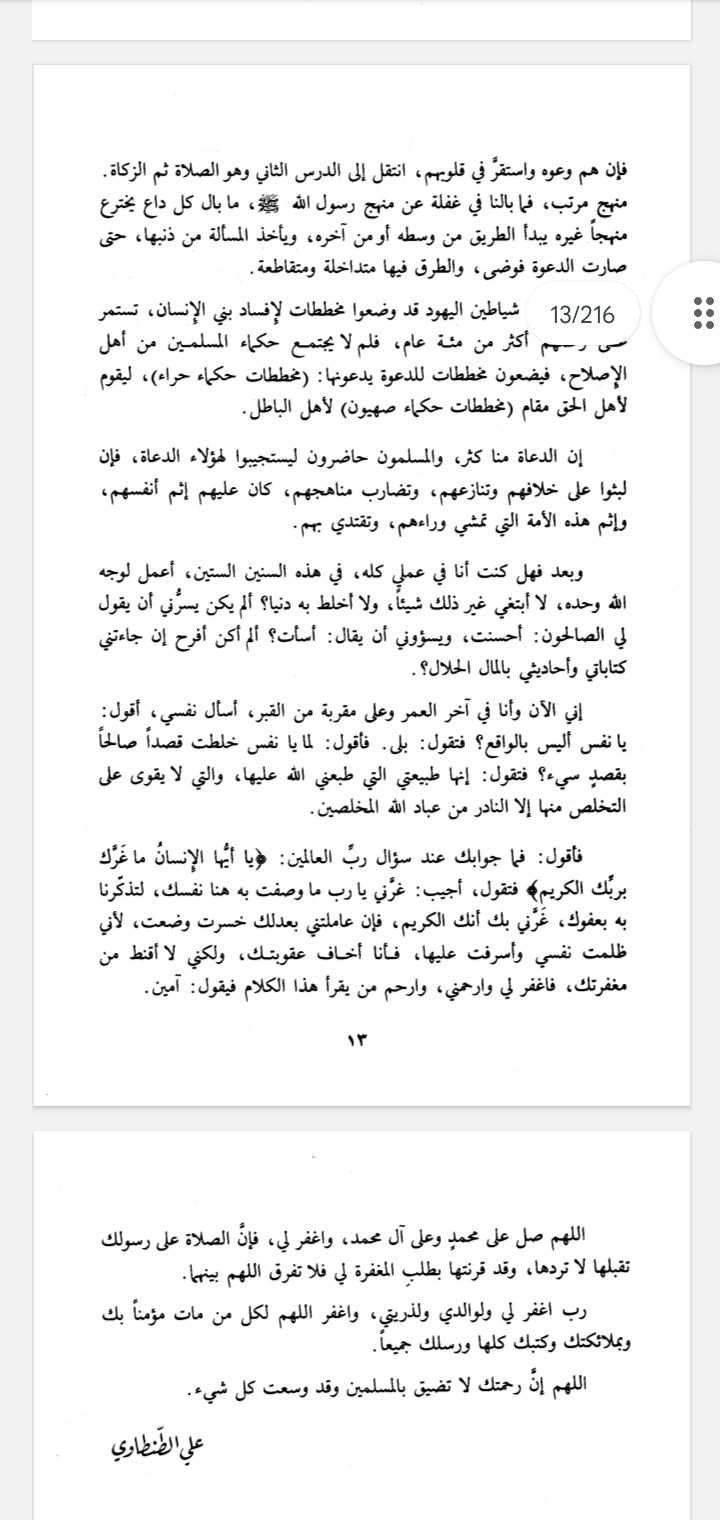 فإن هم وعوه واستقرَّ في قلوبهم، انتقل إلى الدرس الثاني وهو الصلاة ثم الزكاة.
منهج مرتب، فما بالنا في غفلة عن منهج رسول الله ﷺ، ما بال كل داع يخترع
منهجاً غيره يبدأ الطريق من وسطه أو من آخره، ويأخذ المسألة من ذنبها، حتى
صارت الدعوة فوضى، والطرق فيها متداخلة ومتقاطعة.
شياطين اليهود قد وضعوا مخططات لإفساد بني الإنسان، تستمر
13/216
أكثر من مئة عام، فلم لا يجتمع حكماء المسلمين من أهل
الإصلاح، فيضعون مخططات للدعوة يدعونها: (مخططات حكماء حراء)، ليقوم
لأهل الحق مقام (مخططات حكماء صهيون) لأهل الباطل.
إن الدعاة منا كثر، والمسلمون حاضرون ليستجيبوا لهؤلاء الدعاة، فإن
لبثوا على خلافهم وتنازعهم، وتضارب مناهجهم، كان عليهم إثم أنفسهم،
وإثم هذه الأمة التي تمشي وراءهم، وتقتدي بهم.
وبعد فهل كنت أنا في عملي كله، في هذه السنين الستين، أعمل لوجه
الله وحده، لا أبتغي غير ذلك شيئاً، ولا أخلط به دنيا؟ ألم يكن يسرُّني أن يقول
لي الصالحون: أحسنت، ويسؤوني أن يقال: أسأت؟ ألم أكن أفرح إن جاءتني
كتاباتي وأحاديثي بالمال الحلال؟.
إني الآن وأنا في آخر العمر وعلى مقربة من القبر، أسأل نفسي، أقول:
يا نفس أليس بالواقع؟ فتقول: بلى. فأقول: لما يا نفس خلطت قصداً صالحاً
بقصدٍ سيء؟ فتقول: إنها طبيعتي التي طبعني الله عليها، والتي لا يقوى على
التخلص منها إلا النادر من عباد الله المخلصين.
فأقول: فما جوابك عند سؤال ربِّ العالمين: ﴿يا أيُّها الإنسانُ ما غَرَّك
بربِّك الكريم﴾ فتقول، أجيب: غرَّني يا رب ما وصفت به هنا نفسك، لتذكّرنا
به بعفوك، غَرَّني بك أنك الكريم، فإن عاملتني بعدلك خسرت وضعت، لأني
ظلمت نفسي وأسرفت عليها، فأنا أخاف عقوبتك، ولكني لا أقنط من
مغفرتك، فاغفر لي وارحمني، وارحم من يقرأ هذا الكلام فيقول: آمين.
١٣
اللهم صل على محمدٍ وعلى آل محمد، واغفر لي، فإنَّ الصلاة على رسولك
تقبلها لا تردها، وقد قرنتها بطلبِ المغفرة لي فلا تفرق اللهم بينهما.
رب اغفر لي ولوالدي ولذريتي، واغفر اللهم لكل من مات مؤمناً بك
وبملائكتك وكتبك كلها ورسلك جميعاً.
اللهم إنَّ رحمتك لا تضيق بالمسلمين وقد وسعت كل شيء.
علي الطّنطاوي